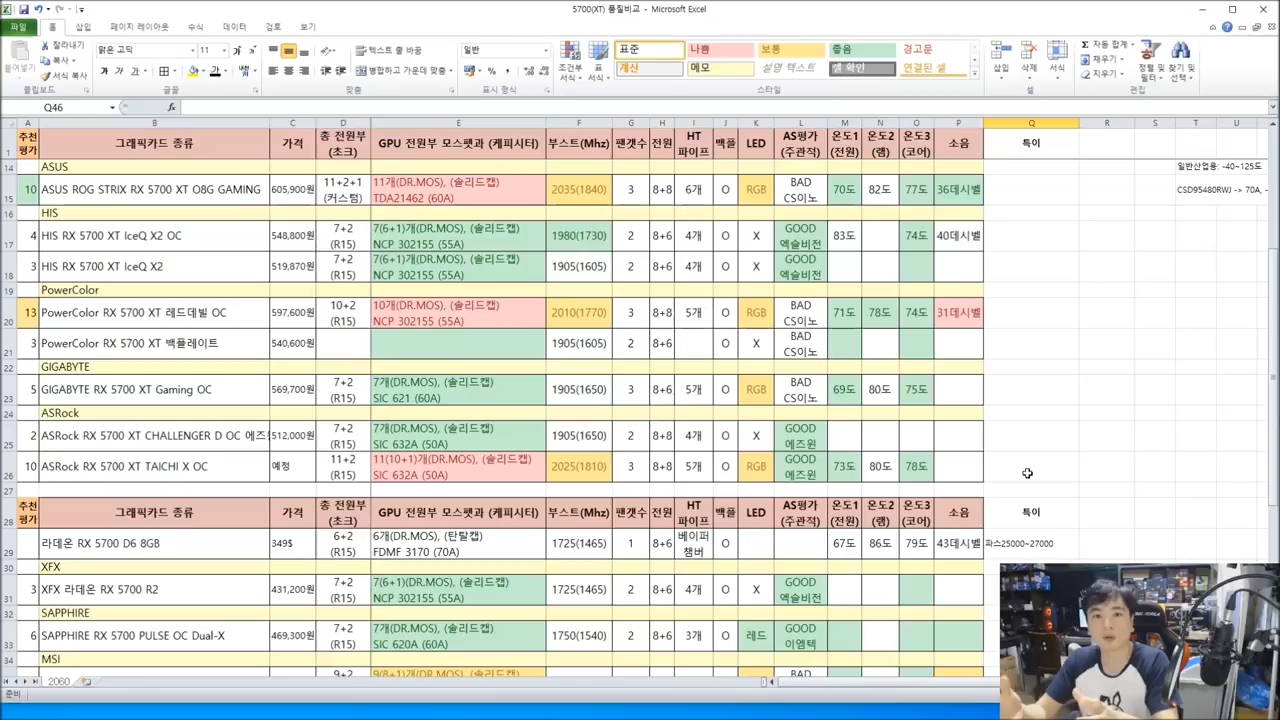 5700(XT) 품질비교 - Microsoft Excel
파일 홈 삽입 페이지 레이아웃 수식 데이터 검토 보기
붙여넣기 잘라내기 복사 서식 복사 클립보드
맑은 고딕 11 글꼴
텍스트 줄 바꿈 병합하고 가운데 맞춤 맞춤
일반 표시 형식
조건부 서식 표 서식
표준 나쁨 보통 좋음 경고문
계산 메모 설명 텍스트 셀 확인 연결된 셀
스타일
삽입 삭제 서식 셀
자동 합계 채우기 지우기 정렬 및 필터 찾기 및 선택 편집
Q46 fx
A B C D E F G H I J K L M N O P Q R S T U
1 추천 평가 그래픽카드 종류 가격 총 전원부 (초크) GPU 전원부 모스펫과 (케피시터) 부스트(Mhz) 팬갯수 전원 HT 파이프 백플 LED AS평가 (주관적) 온도1 (전원) 온도2 (램) 온도3 (코어) 소음 특이
14 ASUS 일반산업용: -40~125도
15 10 ASUS ROG STRIX RX 5700 XT O8G GAMING 605,900원 11+2+1 (커스텀) 11개(DR.MOS), (솔리드캡) TDA21462 (60A) 2035(1840) 3 8+8 6개 O RGB BAD CS이노 70도 82도 77도 36데시벨 CSD95480RWJ -> 70A, -
16 HIS
4 HIS RX 5700 XT IceQ X2 OC 548,800원 7+2 (R15) 7(6+1)개(DR.MOS), (솔리드캡) NCP 302155 (55A) 1980(1730) 2 8+6 4개 O X GOOD 액슬비전 83도 74도 40데시벨
18 3 HIS RX 5700 XT IceQ X2 519,870원 7+2 (R15) 7(6+1)개(DR.MOS), (솔리드캡) NCP 302155 (55A) 1905(1605) 2 8+6 4개 O X GOOD 액슬비전
19 PowerColor
20 13 PowerColor RX 5700 XT 레드데빌 OC 597,600원 10+2 (R15) 10개(DR.MOS), (솔리드캡) NCP 302155 (55A) 2010(1770) 3 8+8 5개 O RGB BAD CS이노 71도 78도 74도 31데시벨
21 3 PowerColor RX 5700 XT 백플레이트 540,600원 1905(1605) 2 8+6 O X BAD CS이노
22 GIGABYTE
23 5 GIGABYTE RX 5700 XT Gaming OC 569,700원 7+2 (R15) 7개(DR.MOS), (솔리드캡) SIC 621 (60A) 1905(1650) 3 8+6 5개 O RGB BAD CS이노 69도 80도 75도
24 ASRock
25 2 ASRock RX 5700 XT CHALLENGER D OC 에즈 512,000원 7+2 (R15) 7개(DR.MOS), (솔리드캡) SIC 632A (50A) 1905(1650) 2 8+8 4개 O X GOOD 에즈윈
26 10 ASRock RX 5700 XT TAICHI X OC 예정 11+2 (R15) 11(10+1)개(DR.MOS), (솔리드캡) SIC 632A (50A) 2025(1810) 3 8+8 5개 O RGB GOOD 에즈윈 73도 80도 78도
27
28 추천 평가 그래픽카드 종류 가격 총 전원부 (초크) GPU 전원부 모스펫과 (케피시터) 부스트(Mhz) 팬갯수 전원 HT 파이프 백플 LED AS평가 (주관적) 온도1 (전원) 온도2 (램) 온도3 (코어) 소음 특이
29 라데온 RX 5700 D6 8GB 349$ 6+2 (R15) 6개(DR.MOS), (탄탈캡) FDMF 3170 (70A) 1725(1465) 1 8+6 베이퍼 챔버 O 67도 86도 79도 43데시벨 파스25000~27000
30 XFX
31 3 XFX 라데온 RX 5700 R2 431,200원 7+2 (R15) 7(6+1)개(DR.MOS), (솔리드캡) NCP 302155 (55A) 1725(1465) 2 8+6 4개 O X GOOD 액슬비전
32 SAPPHIRE
33 6 SAPPHIRE RX 5700 PULSE OC Dual-X 469,300원 7+2 (R15) 7개(DR.MOS), (솔리드캡) SIC 620A (60A) 1750(1540) 2 8+6 3개 O 레드 GOOD 이엠텍
34 MSI
9+2 9(8+1)개(DR.MOS), (솔리드캡) BAD
2060
준비